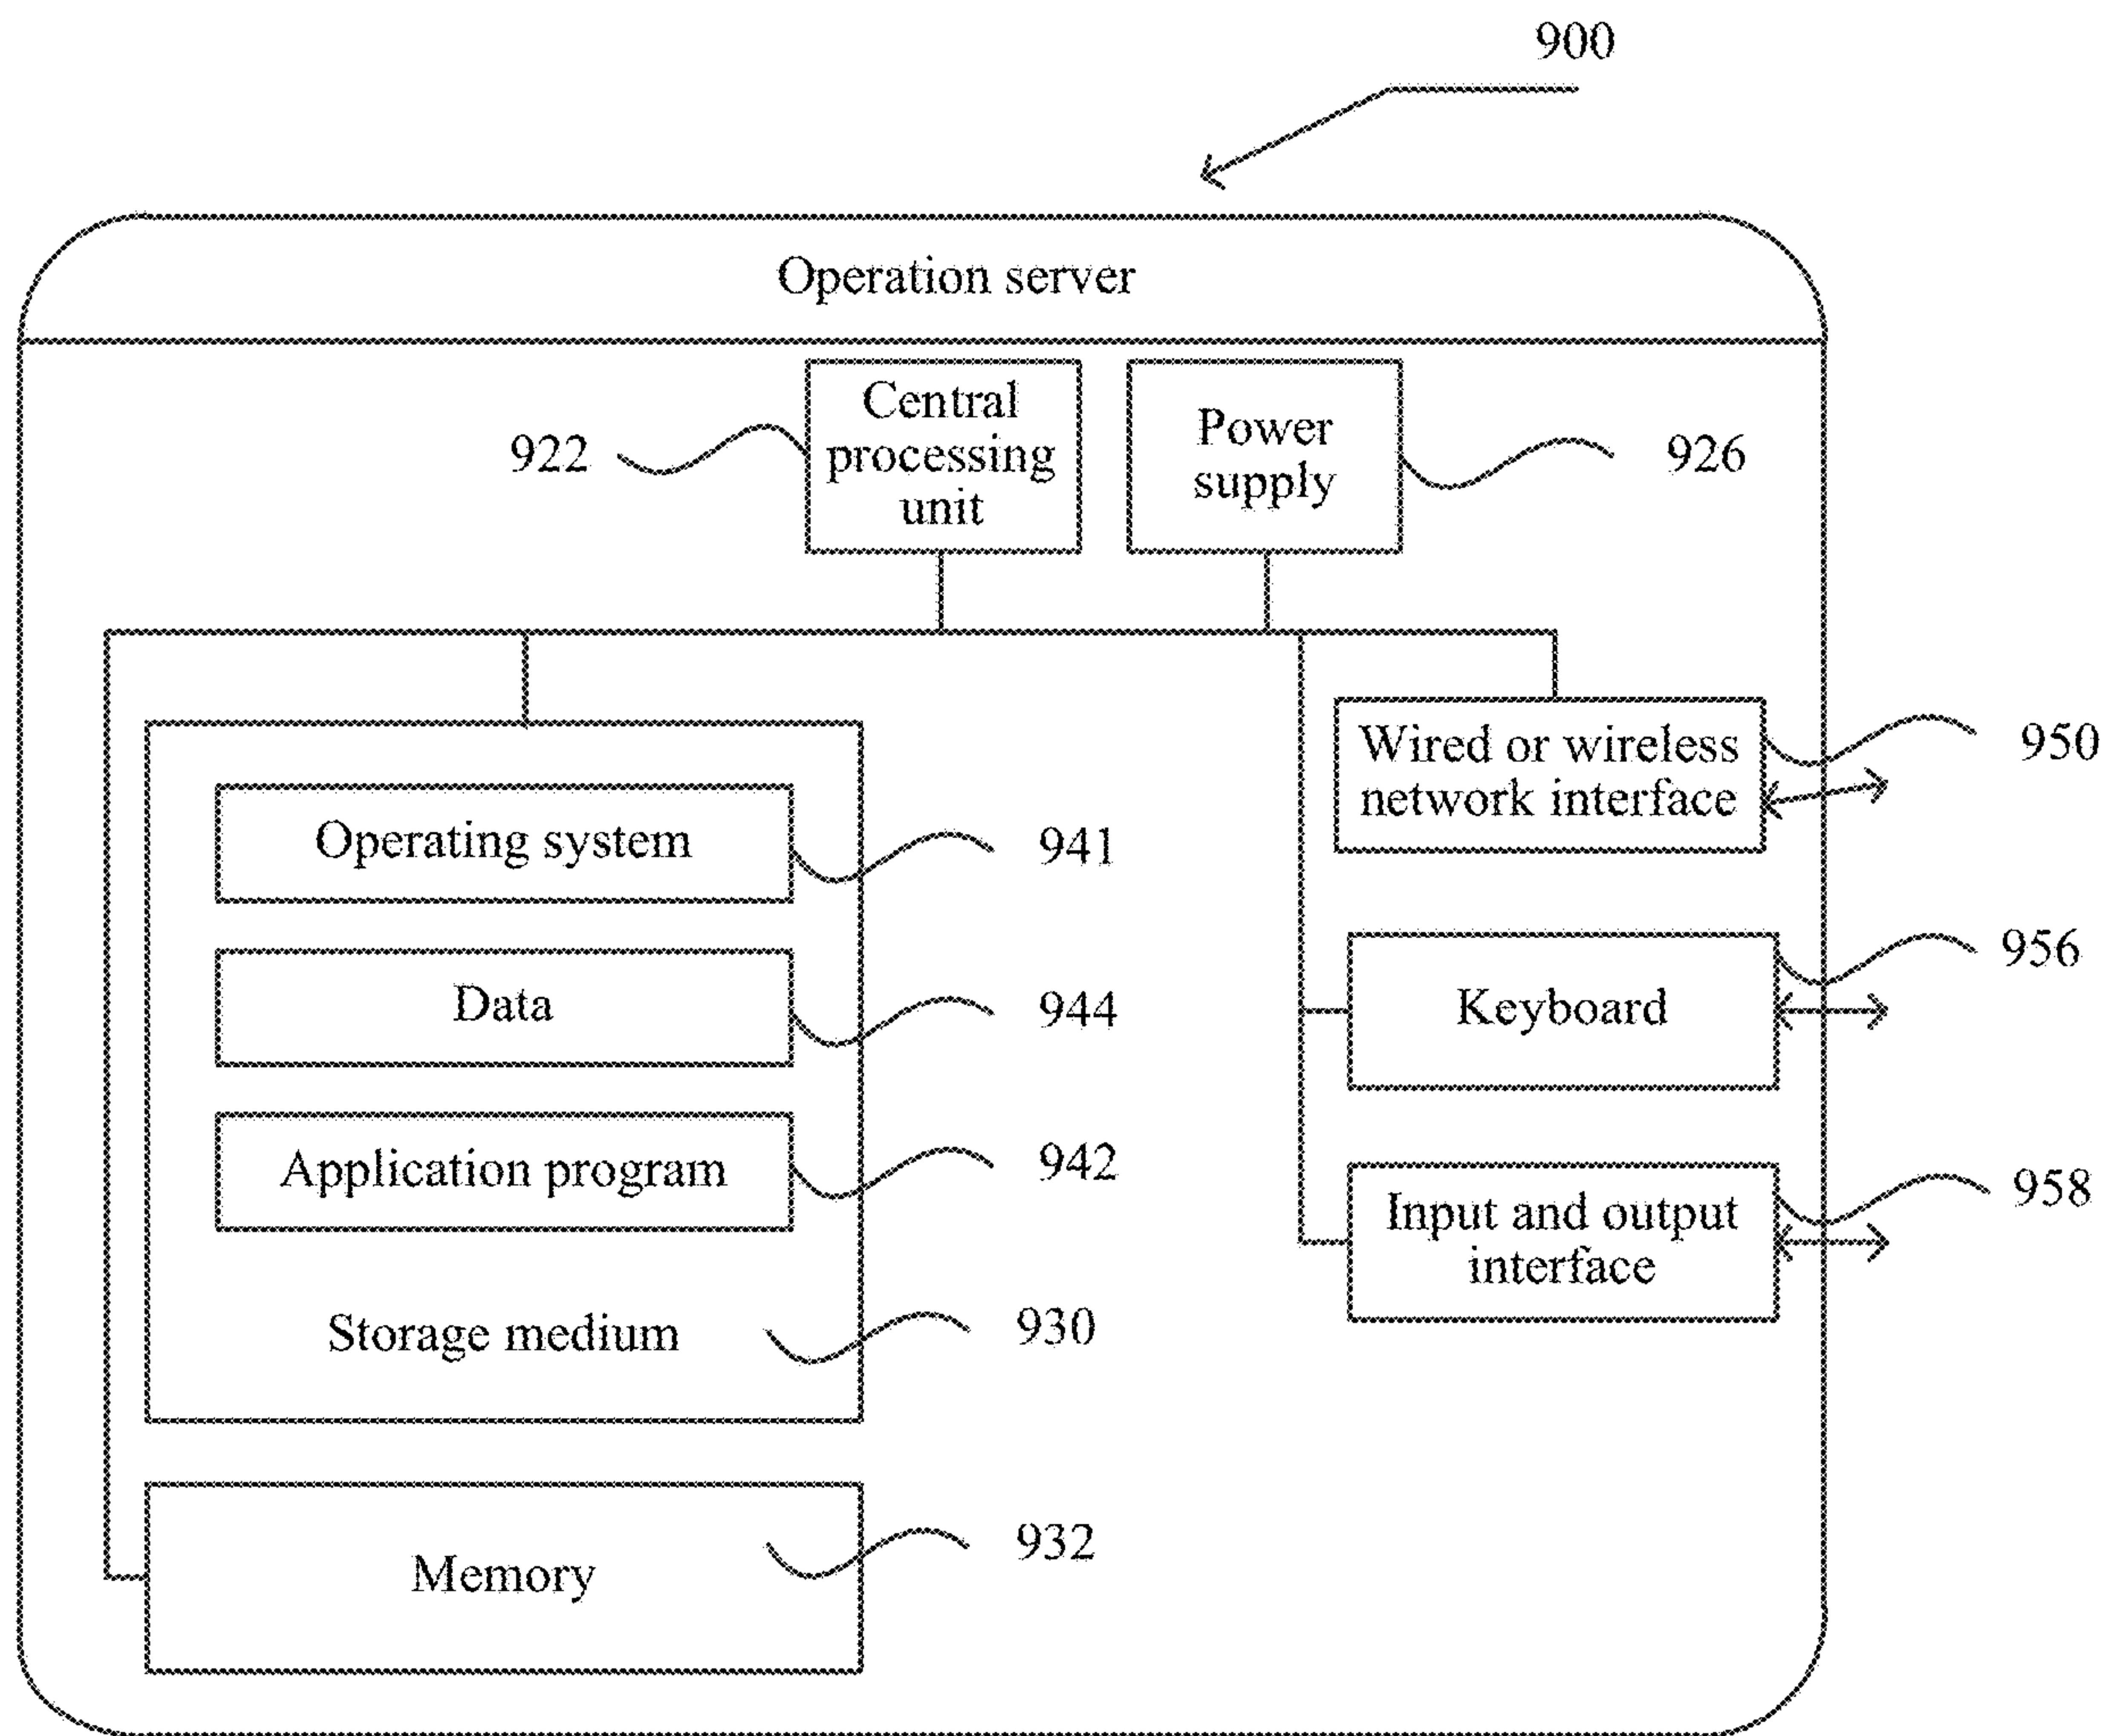 900
Operation server
922
Central
processing
unit
Power
supply
926
Operating system
941
Data
944
Application program
942
Storage medium
930
Memory
932
Wired or wireless
network interface
950
Keyboard
956
Input and output
interface
958